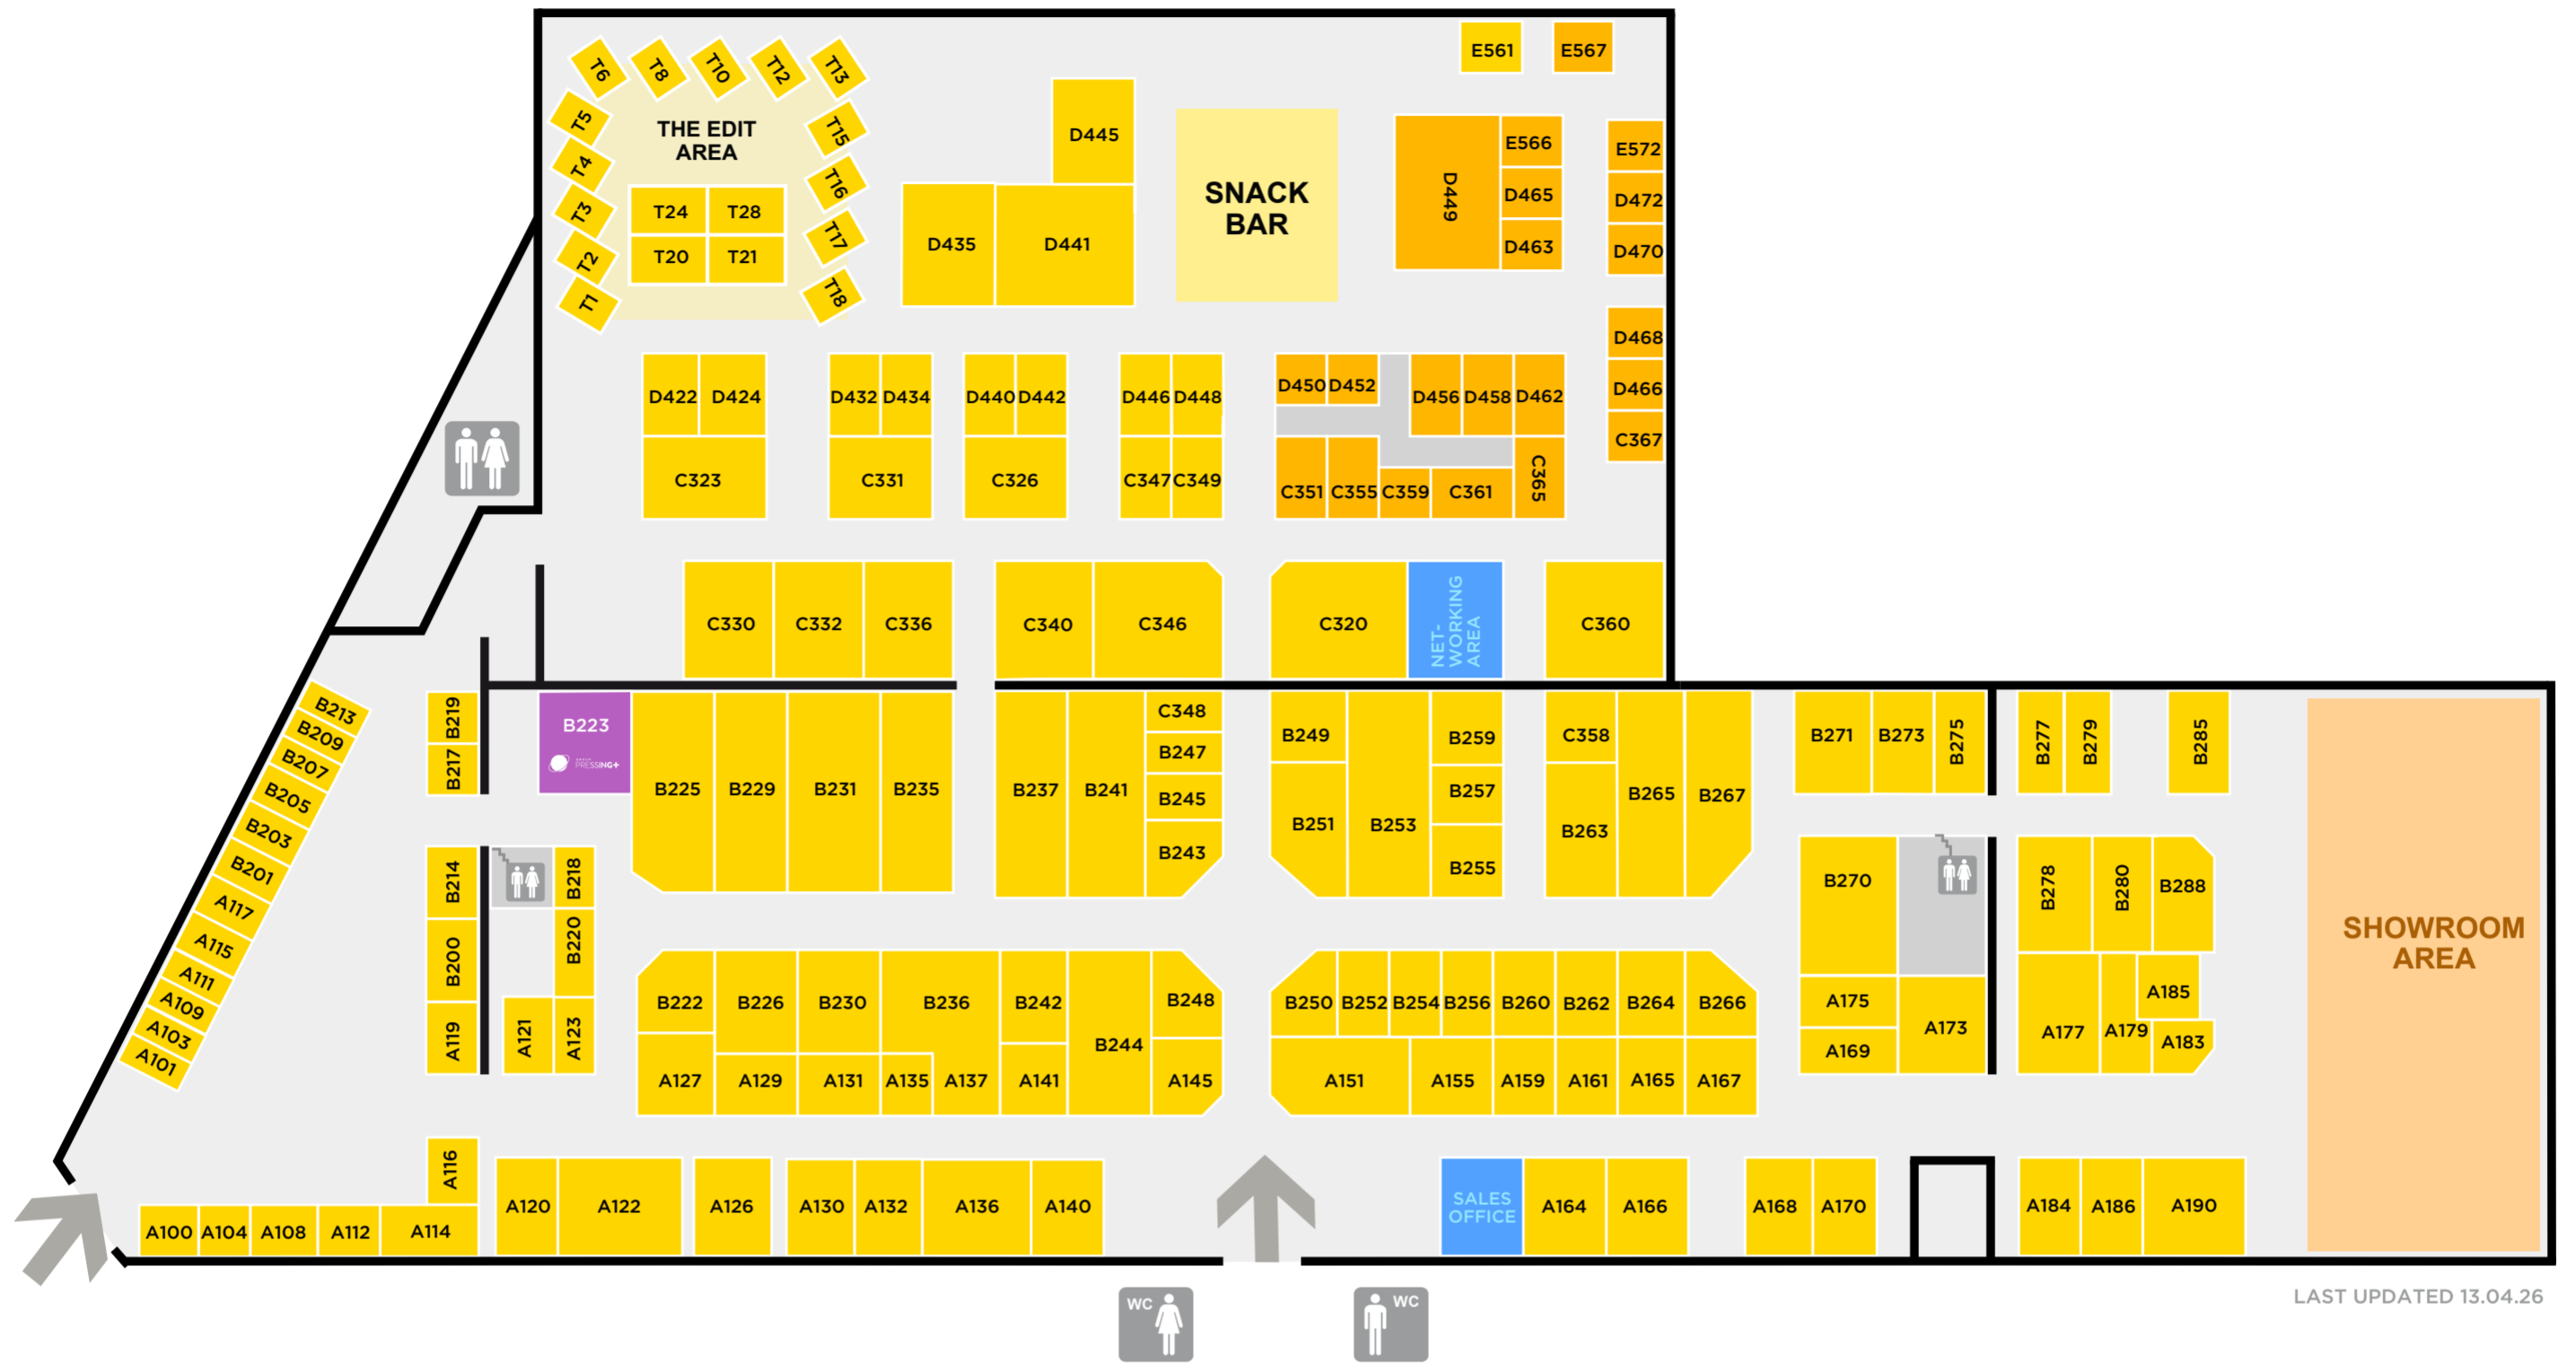 E561
E567
T6
T8
T10
T12
T13
T5
T4
T3
T2
T1
T15
T16
T17
T18
THE EDIT
AREA
T24
T28
T20
T21
D445
D435
D441
SNACK
BAR
D449
E566
D465
D463
E572
D472
D470
D468
D466
C367
D422
D424
C323
D432
D434
C331
D440
D442
C326
D446
D448
C347
C349
D450
D452
D456
D458
D462
C351
C355
C359
C361
C365
C330
C332
C336
C340
C346
C320
NET-
WORKING
AREA
C360
B213
B209
B207
B205
B203
B201
A117
A115
A111
A109
A103
A101
B219
B217
B223
PRESSING+
B225
B229
B231
B235
B237
B241
C348
B247
B245
B243
B249
B251
B253
B259
B257
B255
C358
B263
B265
B267
B271
B273
B275
B277
B279
B285
B214
B200
A119
B218
B220
A121
A123
B222
B226
B230
B236
B242
B244
B248
A127
A129
A131
A135
A137
A141
A145
B250
B252
B254
B256
B260
B262
B264
B266
A151
A155
A159
A161
A165
A167
B270
A175
A169
A173
B278
B280
B288
A177
A179
A185
A183
SHOWROOM
AREA
A116
A100
A104
A108
A112
A114
A120
A122
A126
A130
A132
A136
A140
SALES
OFFICE
A164
A166
A168
A170
A184
A186
A190
WC
WC
LAST UPDATED 13.04.26